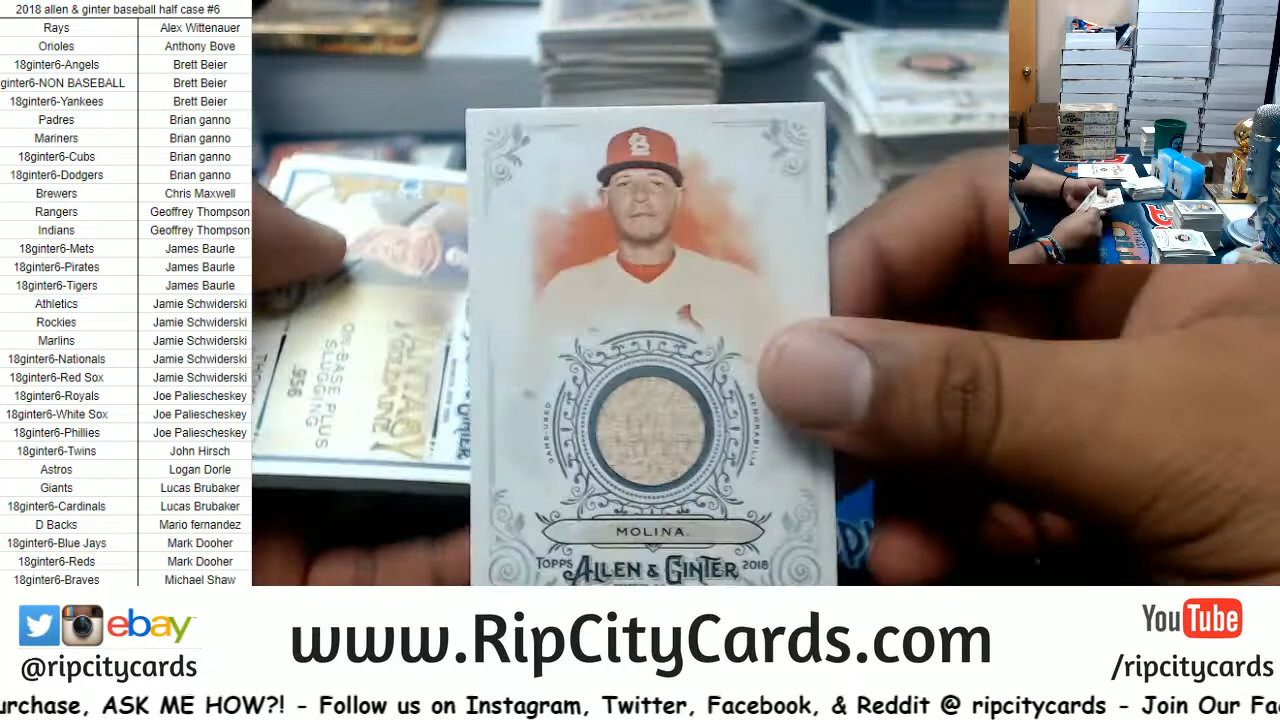 2018 allen & ginter baseball half case #6
Rays Alex Wittenauer
Orioles Anthony Bove
18ginter6-Angels Brett Beier
ginter6-NON BASEBALL Brett Beier
18ginter6-Yankees Brett Beier
Padres Brian ganno
Mariners Brian ganno
18ginter6-Cubs Brian ganno
18ginter6-Dodgers Brian ganno
Brewers Chris Maxwell
Rangers Geoffrey Thompson
Indians Geoffrey Thompson
18ginter6-Mets James Baurle
18ginter6-Pirates James Baurle
18ginter6-Tigers James Baurle
Athletics Jamie Schwiderski
Rockies Jamie Schwiderski
Marlins Jamie Schwiderski
18ginter6-Nationals Jamie Schwiderski
18ginter6-Red Sox Jamie Schwiderski
18ginter6-Royals Joe Paliescheskey
18ginter6-White Sox Joe Paliescheskey
18ginter6-Phillies Joe Paliescheskey
18ginter6-Twins John Hirsch
Astros Logan Dorle
Giants Lucas Brubaker
18ginter6-Cardinals Lucas Brubaker
D Backs Mario fernandez
18ginter6-Blue Jays Mark Dooher
18ginter6-Reds Mark Dooher
18ginter6-Braves Michael Shaw
ON-BASE PLUS
SLUGGING
956
GAME-USED
MEMORABILIA
MOLINA
TOPPS ALLEN & GINTER 2018
ebay
@ripcitycards
www.RipCityCards.com
YouTube
/ripcitycards
urchase, ASK ME HOW?! - Follow us on Instagram, Twitter, Facebook, & Reddit @ ripcitycards - Join Our Fa